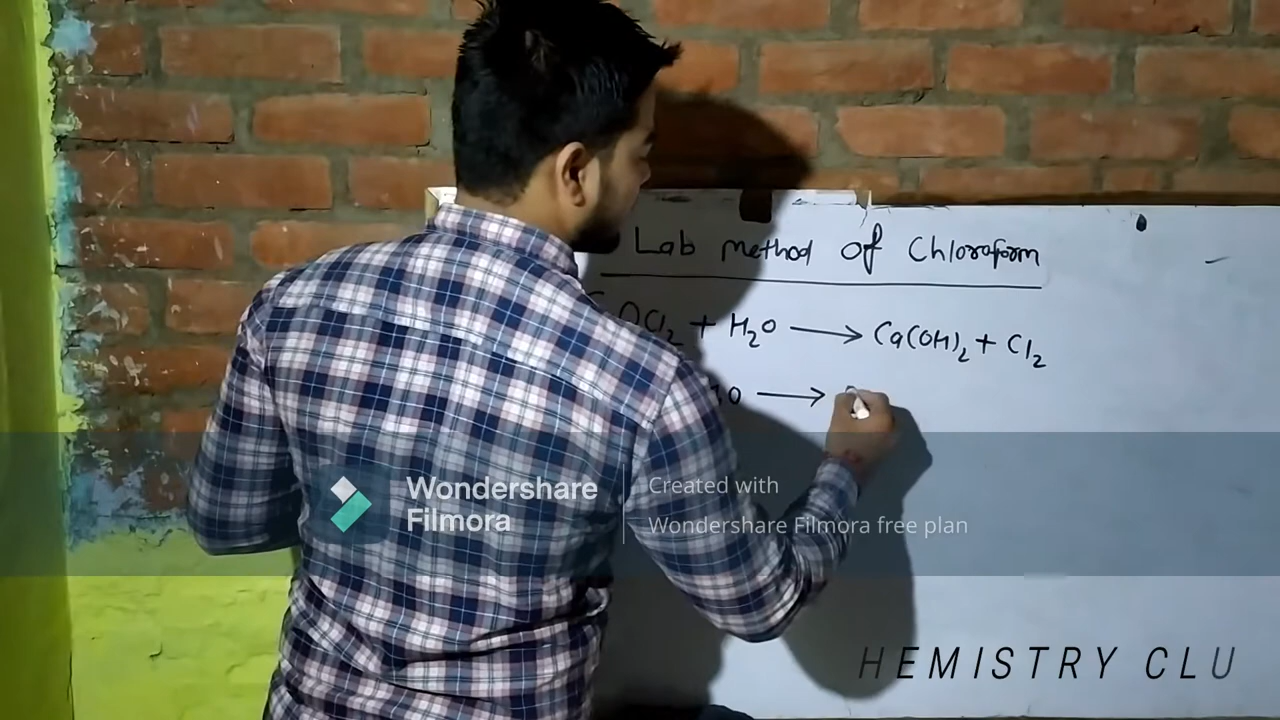 Lab method of Chloroform
OCl2 + H2O ⟶ Ca(OH)2 + Cl2
⟶
Wondershare
Filmora
Created with
Wondershare Filmora free plan
HEMISTRY CLU